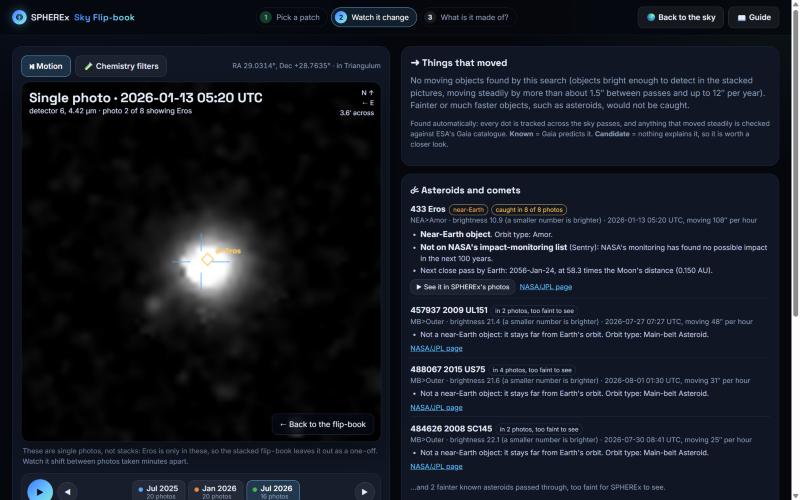 SPHEREx Sky Flip-book
1 Pick a patch
2 Watch it change
3 What is it made of?
Back to the sky
Guide
Motion
Chemistry filters
RA 29.0314°, Dec +28.7635° · in Triangulum
Single photo · 2026-01-13 05:20 UTC
detector 6, 4.42 µm · photo 2 of 8 showing Eros
N ↑
← E
3.6' across
Eros
← Back to the flip-book
These are single photos, not stacks: Eros is only in these, so the stacked flip-book leaves it out as a one-off.
Watch it shift between photos taken minutes apart.
Jul 2025
20 photos
Jan 2026
20 photos
Jul 2026
16 photos
Things that moved
No moving objects found by this search (objects bright enough to detect in the stacked
pictures, moving steadily by more than about 1.5" between passes and up to 12" per year).
Fainter or much faster objects, such as asteroids, would not be caught.
Found automatically: every dot is tracked across the sky passes, and anything that moved steadily is checked
against ESA's Gaia catalogue. Known = Gaia predicts it. Candidate = nothing explains it, so it is worth a
closer look.
Asteroids and comets
433 Eros near-Earth caught in 8 of 8 photos
NEA>Amor · brightness 10.9 (a smaller number is brighter) · 2026-01-13 05:20 UTC, moving 108" per hour
• Near-Earth object. Orbit type: Amor.
• Not on NASA's impact-monitoring list (Sentry): NASA's monitoring has found no possible impact
in the next 100 years.
• Next close pass by Earth: 2056-Jan-24, at 58.3 times the Moon's distance (0.150 AU).
▶ See it in SPHEREx's photos NASA/JPL page
457937 2009 UL151 in 2 photos, too faint to see
MB>Outer · brightness 21.4 (a smaller number is brighter) · 2026-07-27 07:27 UTC, moving 48" per hour
• Not a near-Earth object: it stays far from Earth's orbit. Orbit type: Main-belt Asteroid.
NASA/JPL page
488067 2015 US75 in 4 photos, too faint to see
MB>Outer · brightness 21.6 (a smaller number is brighter) · 2026-08-01 01:30 UTC, moving 31" per hour
• Not a near-Earth object: it stays far from Earth's orbit. Orbit type: Main-belt Asteroid.
NASA/JPL page
484626 2008 SC145 in 2 photos, too faint to see
MB>Outer · brightness 22.1 (a smaller number is brighter) · 2026-07-30 08:41 UTC, moving 25" per hour
• Not a near-Earth object: it stays far from Earth's orbit. Orbit type: Main-belt Asteroid.
NASA/JPL page
...and 2 fainter known asteroids passed through, too faint for SPHEREx to see.